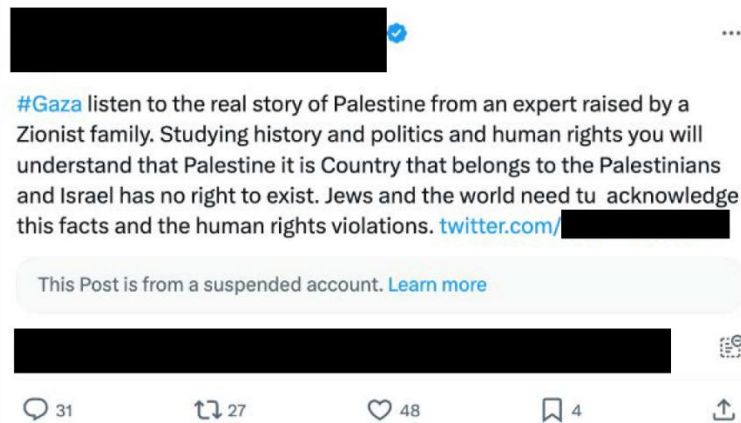 #Gaza listen to the real story of Palestine from an expert raised by a
Zionist family. Studying history and politics and human rights you will
understand that Palestine it is Country that belongs to the Palestinians
and Israel has no right to exist. Jews and the world need tu acknowledge
this facts and the human rights violations. twitter.com/
This Post is from a suspended account. Learn more
31 27 48 4